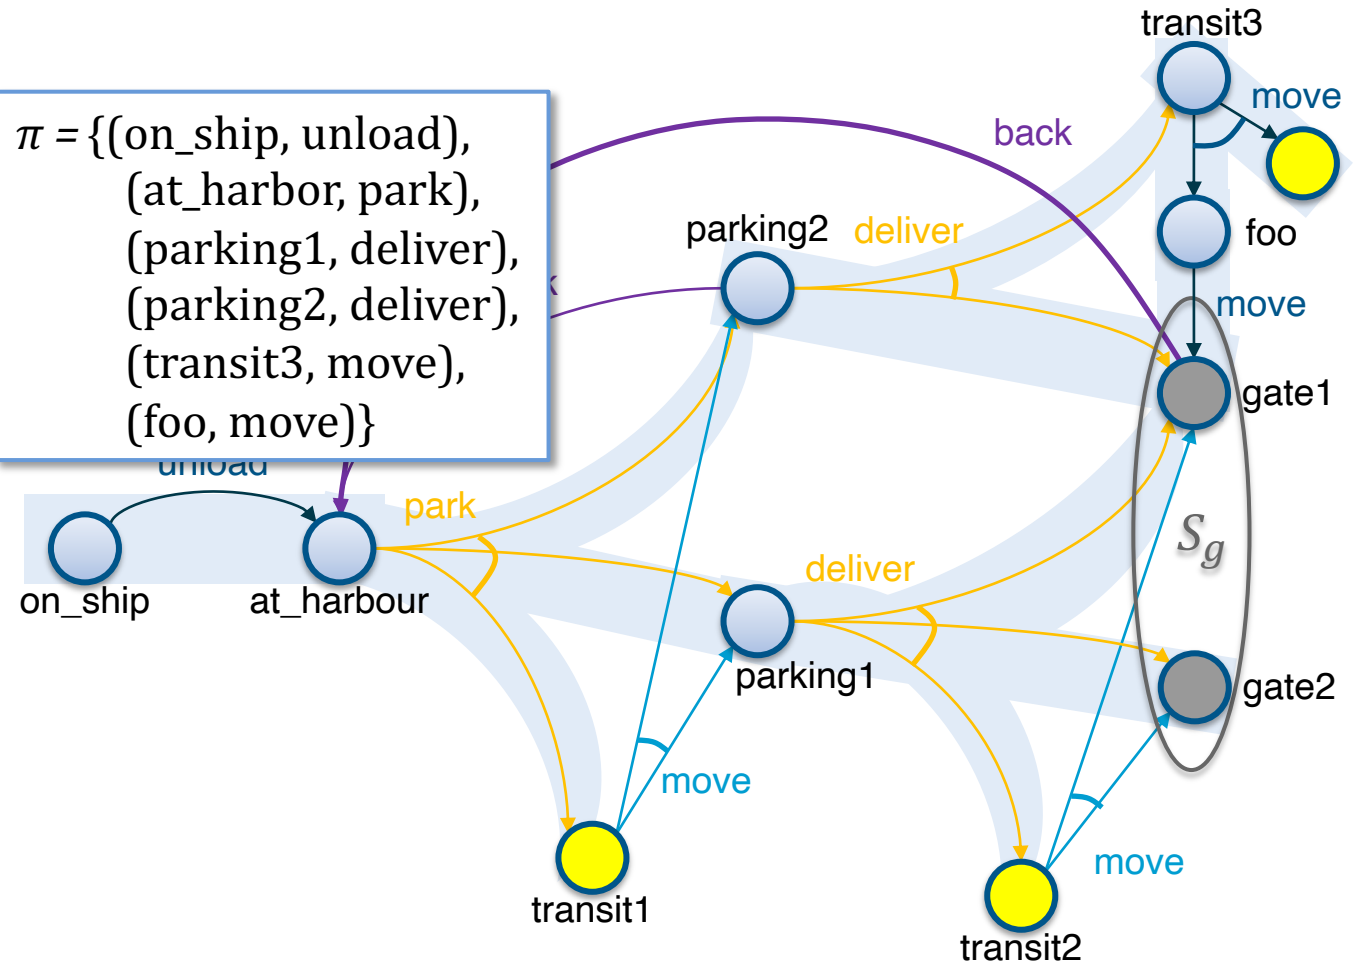 transit3
move
π = {(on_ship, unload),
(at_harbor, park),
(parking1, deliver),
(parking2, deliver),
(transit3, move),
(foo, move)}
back
parking2
deliver
foo
move
k
gate1
unload
park
S_g
on_ship
at_harbour
deliver
parking1
gate2
move
move
transit1
transit2